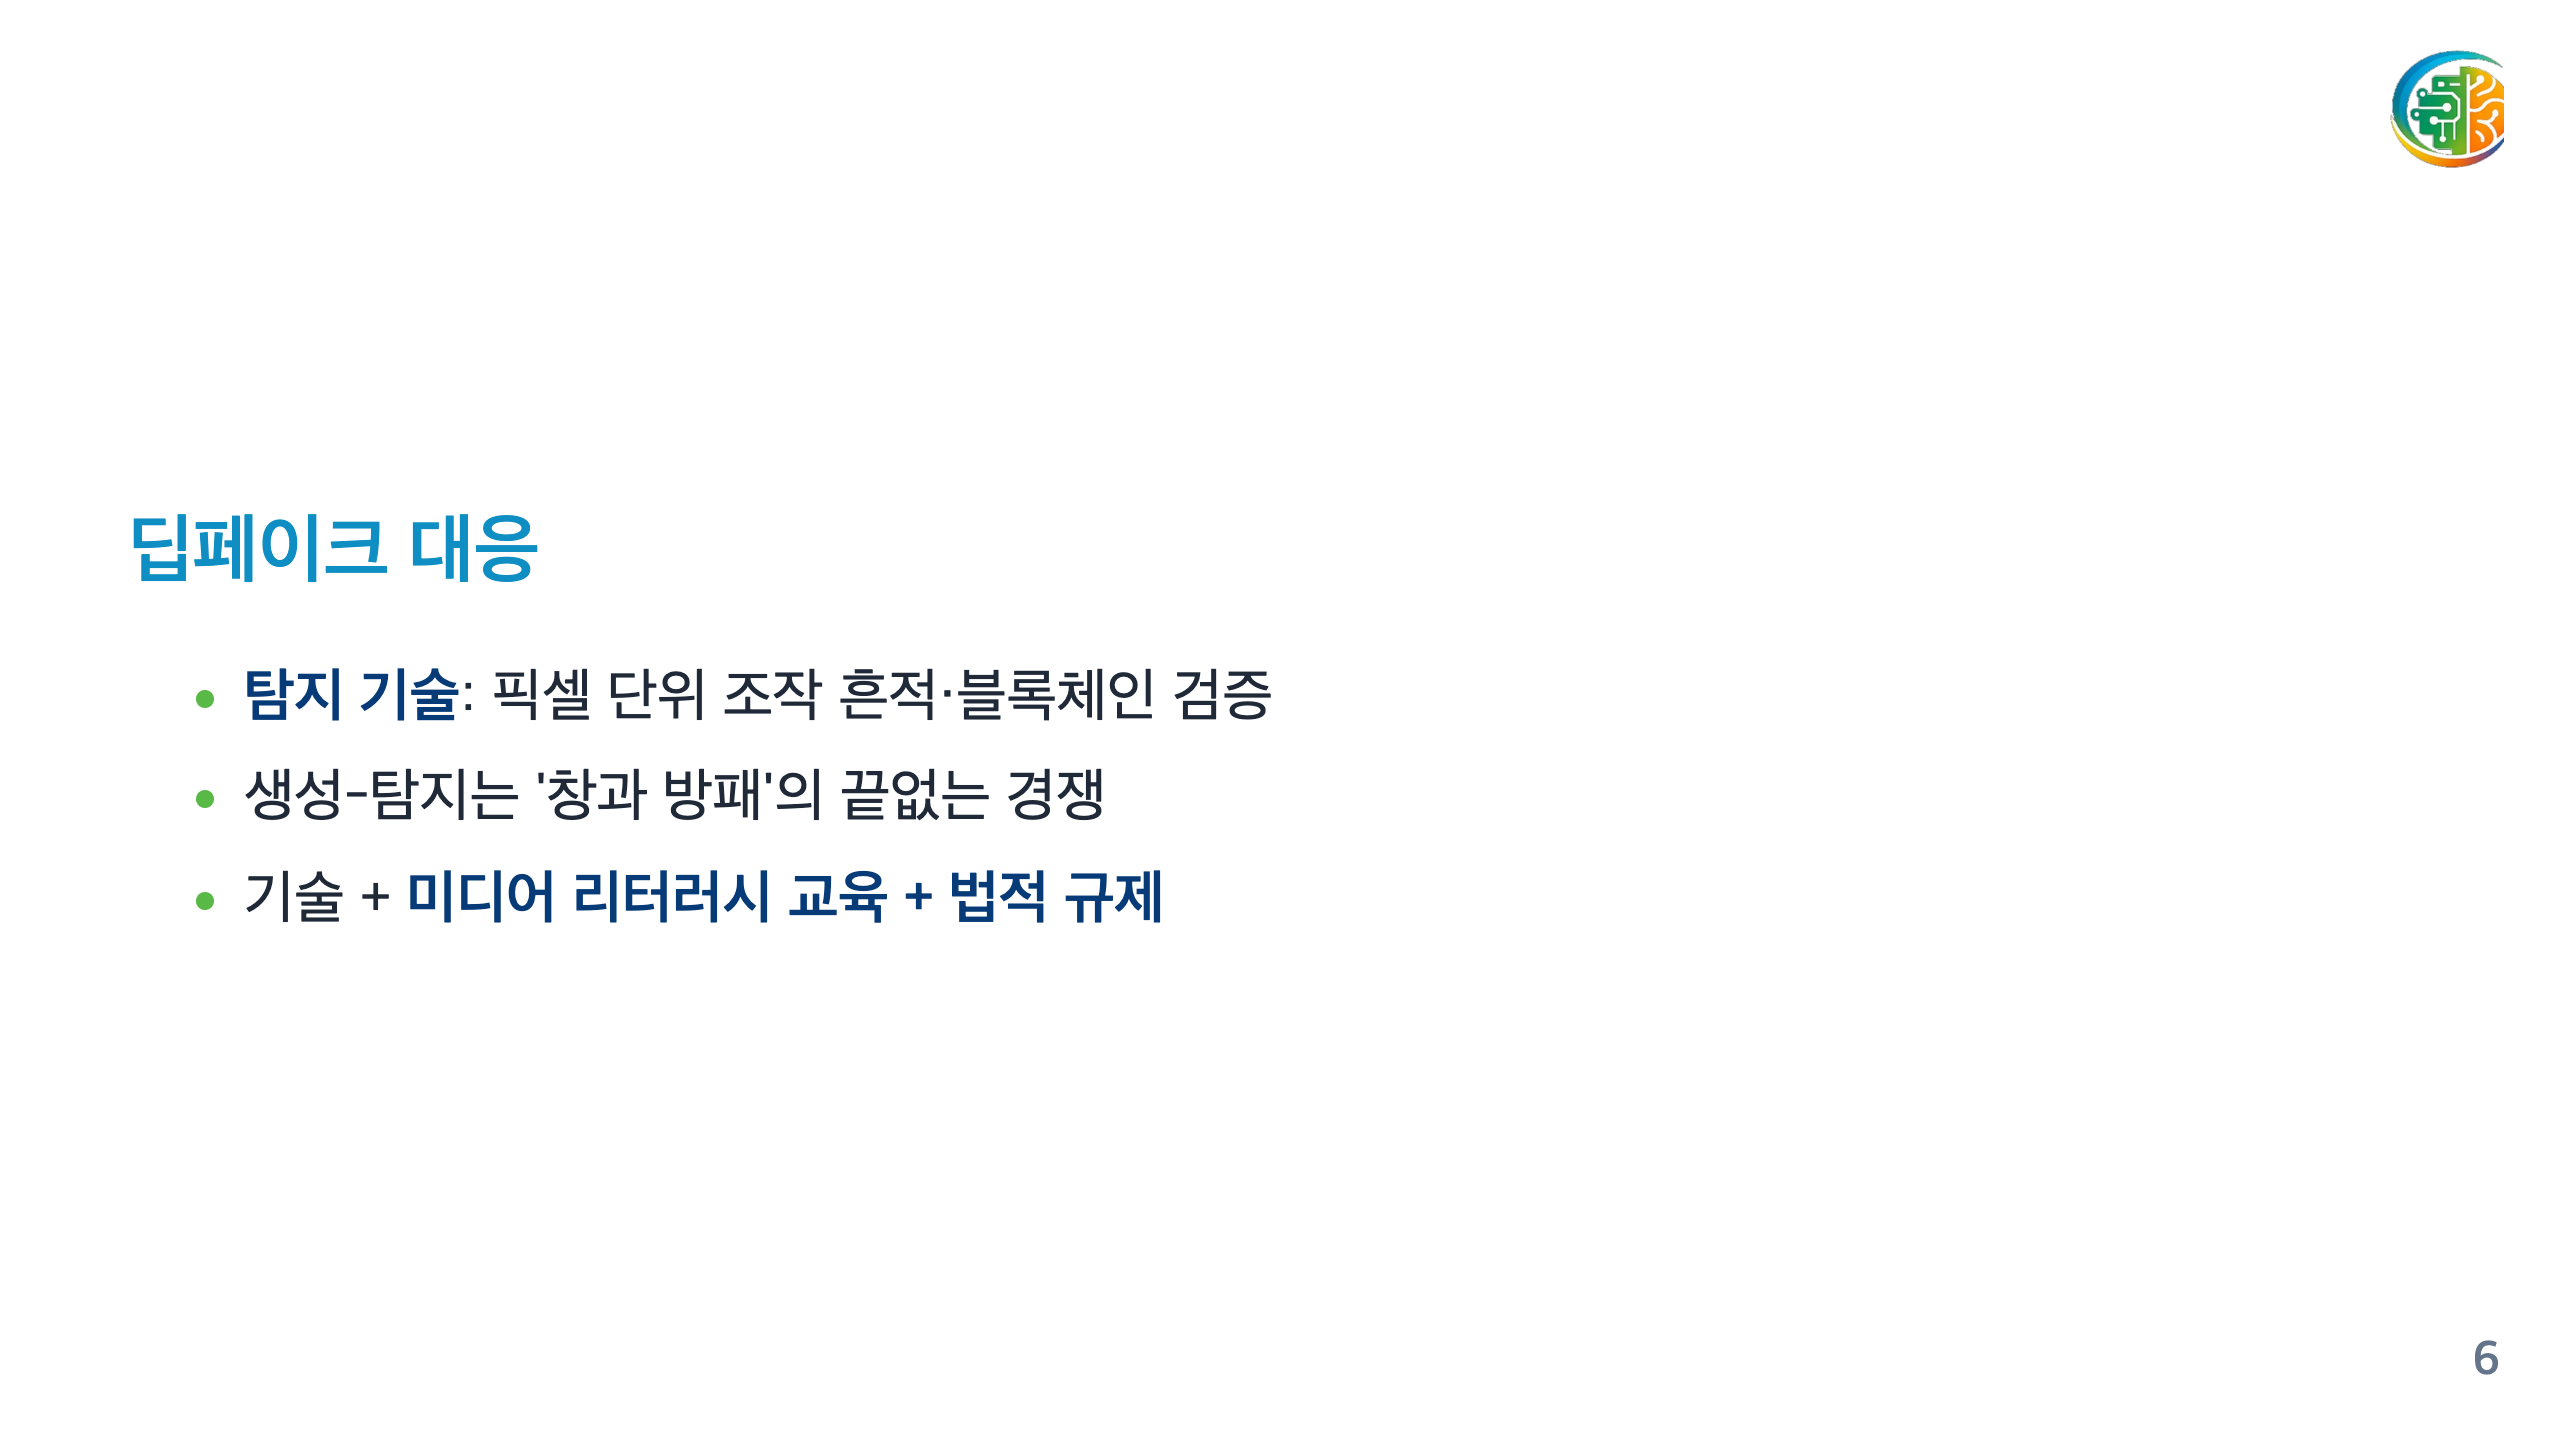 딥페이크 대응
탐지 기술: 픽셀 단위 조작 흔적·블록체인 검증
생성-탐지는 '창과 방패'의 끝없는 경쟁
기술 + 미디어 리터러시 교육 + 법적 규제
6